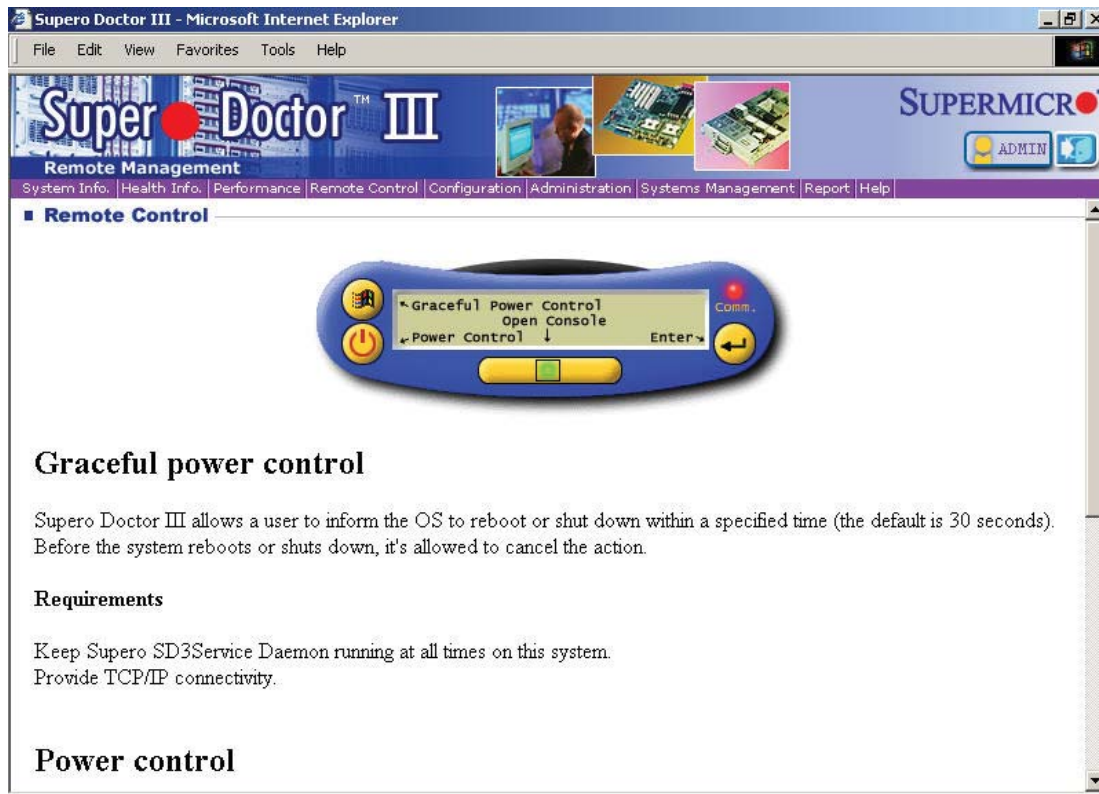 Supero Doctor III - Microsoft Internet Explorer
File Edit View Favorites Tools Help
Super Doctor™ III
SUPERMICR
ADMIN
Remote Management
System Info. Health Info. Performance Remote Control Configuration Administration Systems Management Report Help
Remote Control
Graceful Power Control
Open Console
Power Control Enter
Comm.
Graceful power control
Supero Doctor III allows a user to inform the OS to reboot or shut down within a specified time (the default is 30 seconds).
Before the system reboots or shuts down, it's allowed to cancel the action.
Requirements
Keep Supero SD3Service Daemon running at all times on this system.
Provide TCP/IP connectivity.
Power control